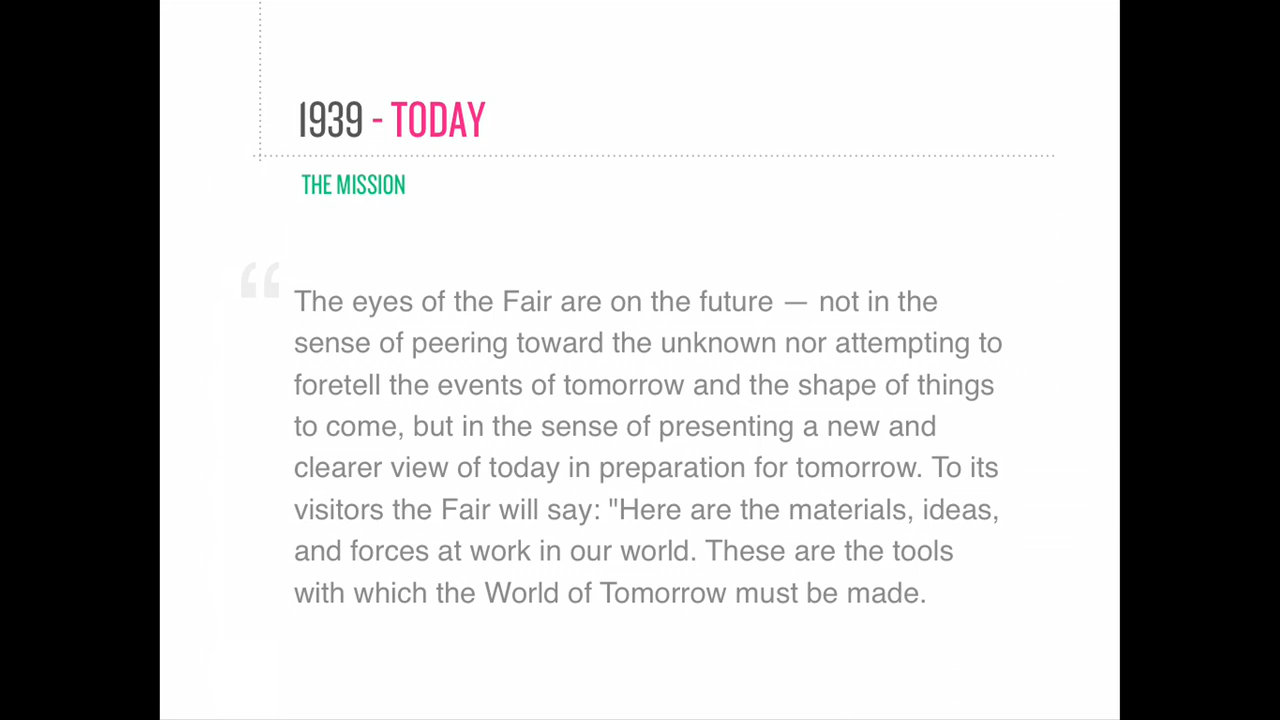 1939 - TODAY
THE MISSION
“
The eyes of the Fair are on the future — not in the
sense of peering toward the unknown nor attempting to
foretell the events of tomorrow and the shape of things
to come, but in the sense of presenting a new and
clearer view of today in preparation for tomorrow. To its
visitors the Fair will say: "Here are the materials, ideas,
and forces at work in our world. These are the tools
with which the World of Tomorrow must be made.